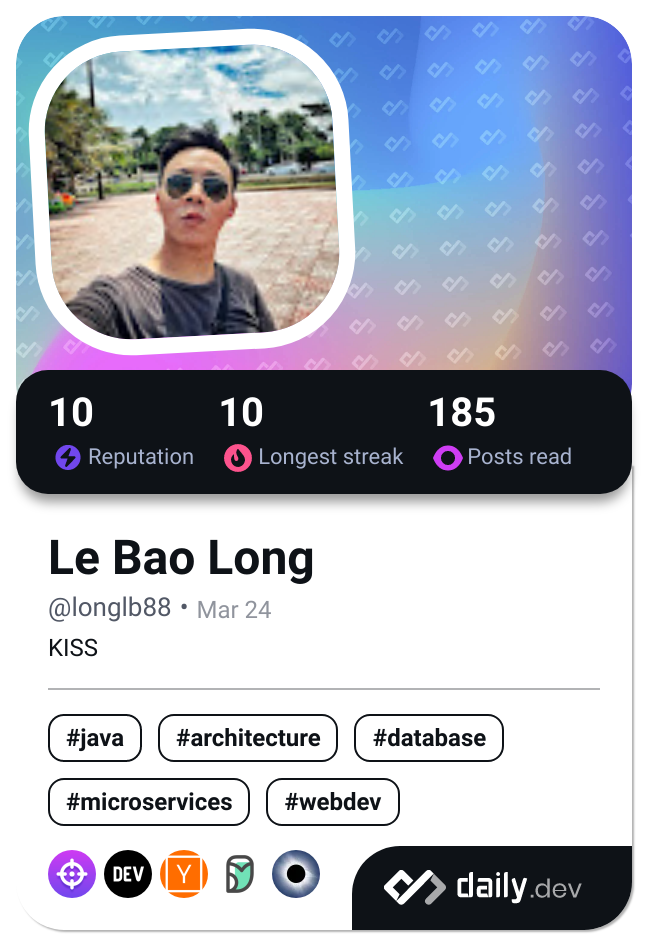 10 10 185
Reputation Longest streak Posts read
Le Bao Long
@longlb88 • Mar 24
KISS
#java #architecture #database
#microservices #webdev
DEV Y daily.dev